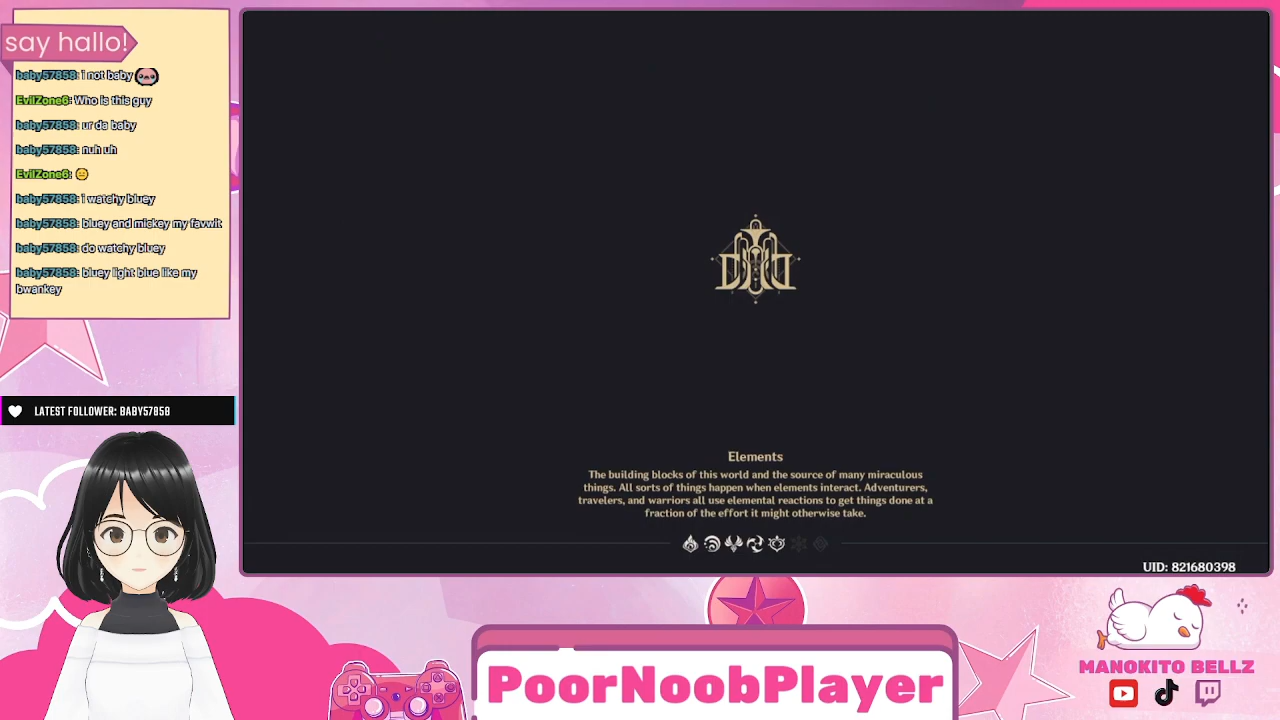 say hallo!
baby57858: i not baby
EvilZone6: Who is this guy
baby57858: ur da baby
baby57858: nuh uh
EvilZone6:
baby57858: i watchy bluey
baby57858: bluey and mickey my favwit
baby57858: do watchy bluey
baby57858: bluey light blue like my
bwankey
LATEST FOLLOWER: BABY57858
Elements
The building blocks of this world and the source of many miraculous
things. All sorts of things happen when elements interact. Adventurers,
travelers, and warriors all use elemental reactions to get things done at a
fraction of the effort it might otherwise take.
UID: 821680398
PoorNoobPlayer
MANOKITO BELLZ